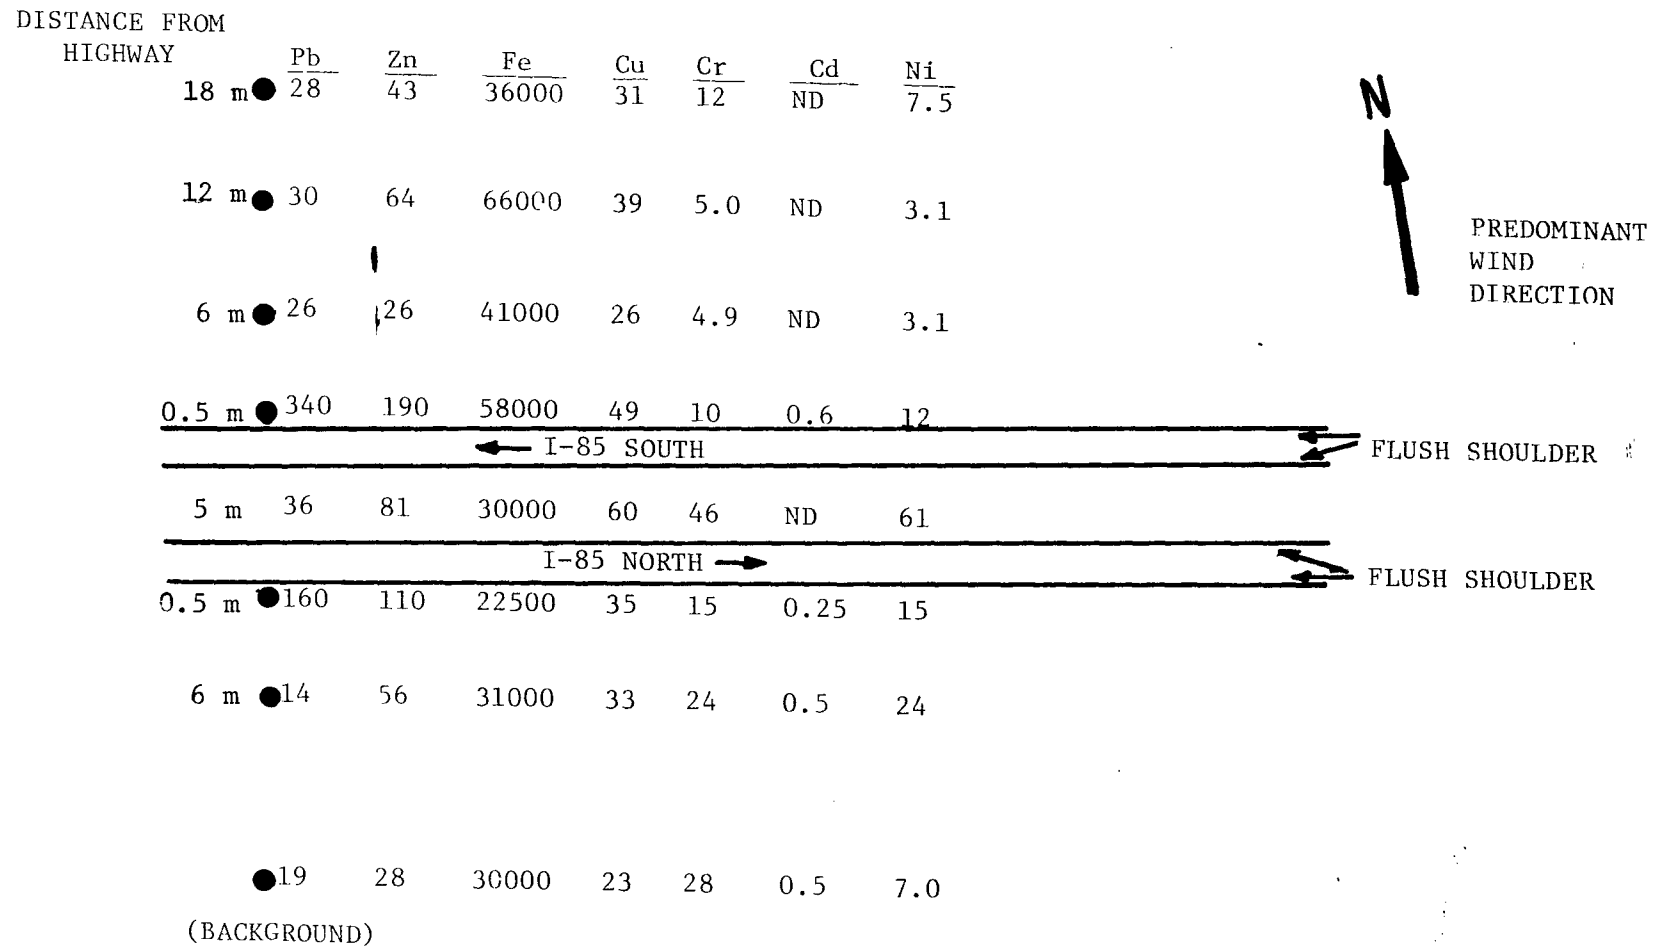 DISTANCE FROM
HIGHWAY Pb Zn Fe Cu Cr Cd Ni
18 m 28 43 36000 31 12 ND 7.5
N
12 m 30 64 66000 39 5.0 ND 3.1
PREDOMINANT
WIND
DIRECTION
6 m 26 26 41000 26 4.9 ND 3.1
0.5 m 340 190 58000 49 10 0.6 12
I-85 SOUTH FLUSH SHOULDER
5 m 36 81 30000 60 46 ND 61
I-85 NORTH FLUSH SHOULDER
0.5 m 160 110 22500 35 15 0.25 15
6 m 14 56 31000 33 24 0.5 24
19 28 30000 23 28 0.5 7.0
(BACKGROUND)